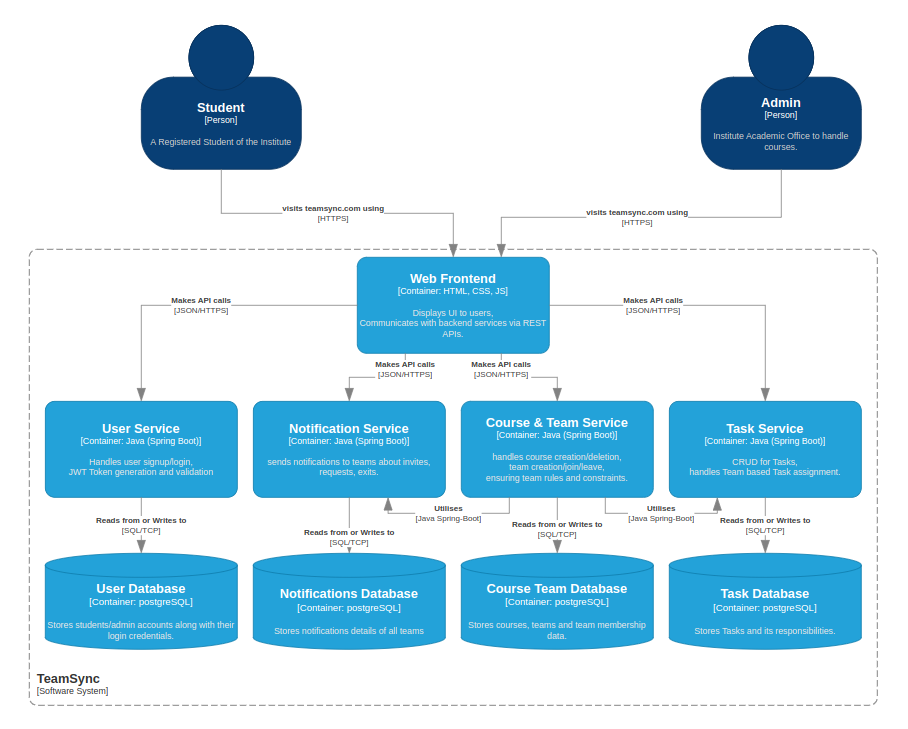 Student
[Person]
A Registered Student of the Institute
Admin
[Person]
Institute Academic Office to handle
courses.
visits teamsync.com using
[HTTPS]
visits teamsync.com using
[HTTPS]
Web Frontend
[Container: HTML, CSS, JS]
Displays UI to users,
Communicates with backend services via REST
APIs.
Makes API calls
[JSON/HTTPS]
Makes API calls
[JSON/HTTPS]
Makes API calls
[JSON/HTTPS]
Makes API calls
[JSON/HTTPS]
User Service
[Container: Java (Spring Boot)]
Handles user signup/login,
JWT Token generation and validation
Notification Service
[Container: Java (Spring Boot)]
sends notifications to teams about invites,
requests, exits.
Course & Team Service
[Container: Java (Spring Boot)]
handles course creation/deletion,
team creation/join/leave,
ensuring team rules and constraints.
Task Service
[Container: Java (Spring Boot)]
CRUD for Tasks,
handles Team based Task assignment.
Reads from or Writes to
[SQL/TCP]
Reads from or Writes to
[SQL/TCP]
Utilises
[Java Spring-Boot]
Reads from or Writes to
[SQL/TCP]
Utilises
[Java Spring-Boot]
Reads from or Writes to
[SQL/TCP]
User Database
[Container: postgreSQL]
Stores students/admin accounts along with their
login credentials.
Notifications Database
[Container: postgreSQL]
Stores notifications details of all teams
Course Team Database
[Container: postgreSQL]
Stores courses, teams and team membership
data.
Task Database
[Container: postgreSQL]
Stores Tasks and its responsibilities.
TeamSync
[Software System]